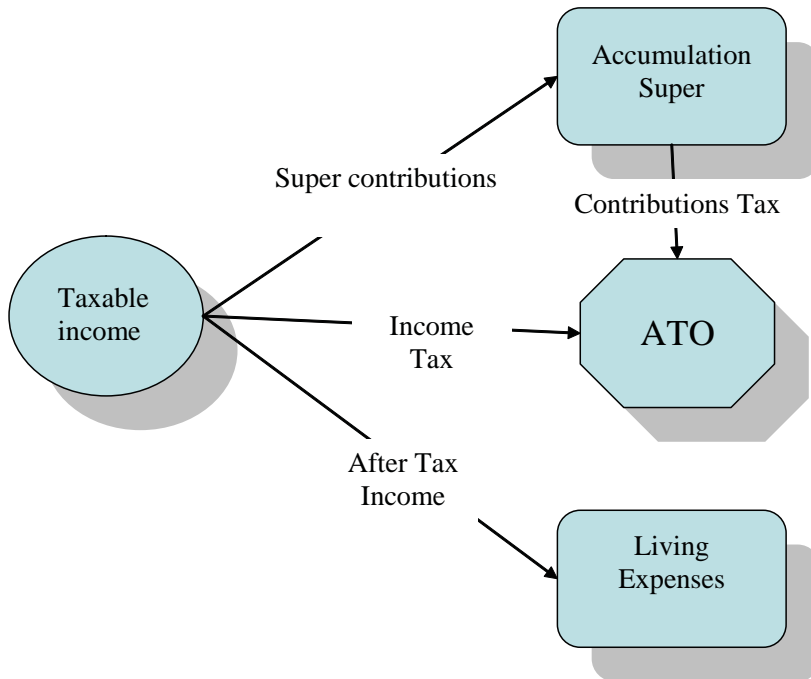 Accumulation
Super
Super contributions
Contributions Tax
Taxable
income
Income
Tax
ATO
After Tax
Income
Living
Expenses